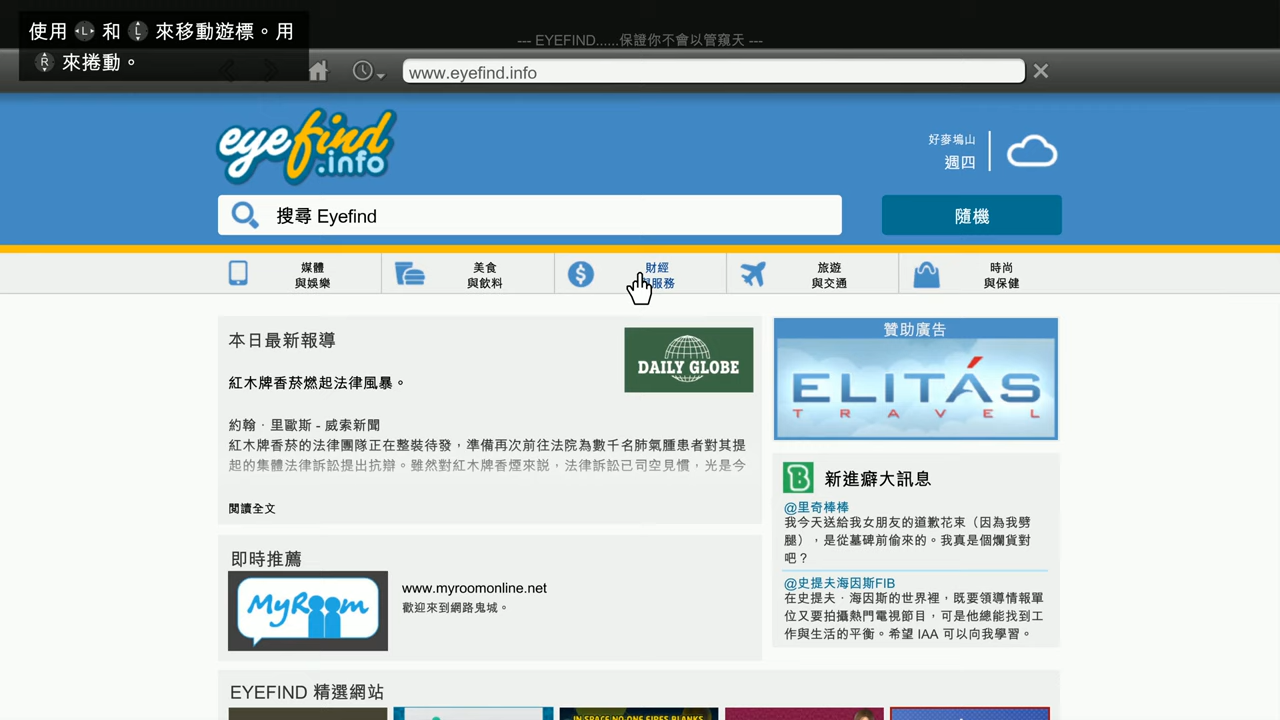 使用 L 和 L 來移動遊標。用
R 來捲動。
--- EYEFIND......保證你不會以管窺天 ---
www.eyefind.info
eyefind
.info
好麥塢山
週四
搜尋 Eyefind
隨機
媒體
與娛樂
美食
與飲料
財經
服務
旅遊
與交通
時尚
與保健
本日最新報導
DAILY GLOBE
紅木牌香菸燃起法律風暴。
約翰‧里歐斯 - 威索新聞
紅木牌香菸的法律團隊正在整裝待發，準備再次前往法院為數千名肺氣腫患者對其提
起的集體法律訴訟提出抗辯。雖然對紅木牌香煙來說，法律訴訟已司空見慣，光是今
閱讀全文
贊助廣告
ELITÁS
TRAVEL
B
新進癖大訊息
@里奇棒棒
我今天送給我女朋友的道歉花束（因為我劈
腿），是從墓碑前偷來的。我真是個爛貨對
吧？
@史提夫海因斯FIB
在史提夫‧海因斯的世界裡，既要領導情報單
位又要拍攝熱門電視節目，可是他總能找到工
作與生活的平衡。希望 IAA 可以向我學習。
即時推薦
MyRoom
www.myroomonline.net
歡迎來到網路鬼城。
EYEFIND 精選網站
IN SPACE NO ONE FIRES BLANKS